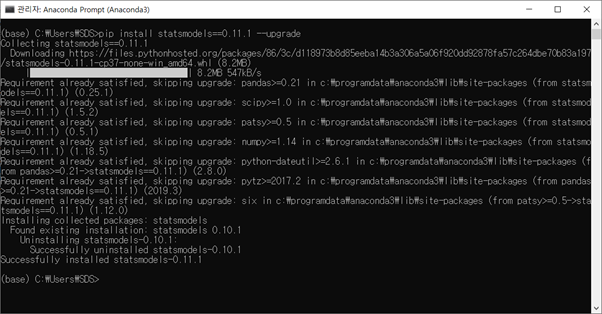 관리자: Anaconda Prompt (Anaconda3)
(base) C:\Users\SDS>pip install statsmodels==0.11.1 --upgrade
Collecting statsmodels==0.11.1
  Downloading https://files.pythonhosted.org/packages/86/3c/d118973b8d85eeba14b3a306a5a06f920dd92878fa57c264dbe70b83a197
/statsmodels-0.11.1-cp37-none-win_amd64.whl (8.2MB)
     |████████████████████████████████| 8.2MB 547kB/s
Requirement already satisfied, skipping upgrade: pandas>=0.21 in c:₩programdata₩anaconda3₩lib₩site-packages (from statsm
odels==0.11.1) (0.25.1)
Requirement already satisfied, skipping upgrade: scipy>=1.0 in c:₩programdata₩anaconda3₩lib₩site-packages (from statsmod
els==0.11.1) (1.5.2)
Requirement already satisfied, skipping upgrade: patsy>=0.5 in c:₩programdata₩anaconda3₩lib₩site-packages (from statsmod
els==0.11.1) (0.5.1)
Requirement already satisfied, skipping upgrade: numpy>=1.14 in c:₩programdata₩anaconda3₩lib₩site-packages (from statsmo
dels==0.11.1) (1.18.5)
Requirement already satisfied, skipping upgrade: python-dateutil>=2.6.1 in c:₩programdata₩anaconda3₩lib₩site-packages (f
rom pandas>=0.21->statsmodels==0.11.1) (2.8.0)
Requirement already satisfied, skipping upgrade: pytz>=2017.2 in c:₩programdata₩anaconda3₩lib₩site-packages (from pandas
>=0.21->statsmodels==0.11.1) (2019.3)
Requirement already satisfied, skipping upgrade: six in c:₩programdata₩anaconda3₩lib₩site-packages (from patsy>=0.5->sta
tsmodels==0.11.1) (1.12.0)
Installing collected packages: statsmodels
  Found existing installation: statsmodels 0.10.1
    Uninstalling statsmodels-0.10.1:
      Successfully uninstalled statsmodels-0.10.1
Successfully installed statsmodels-0.11.1
(base) C:₩Users₩SDS>